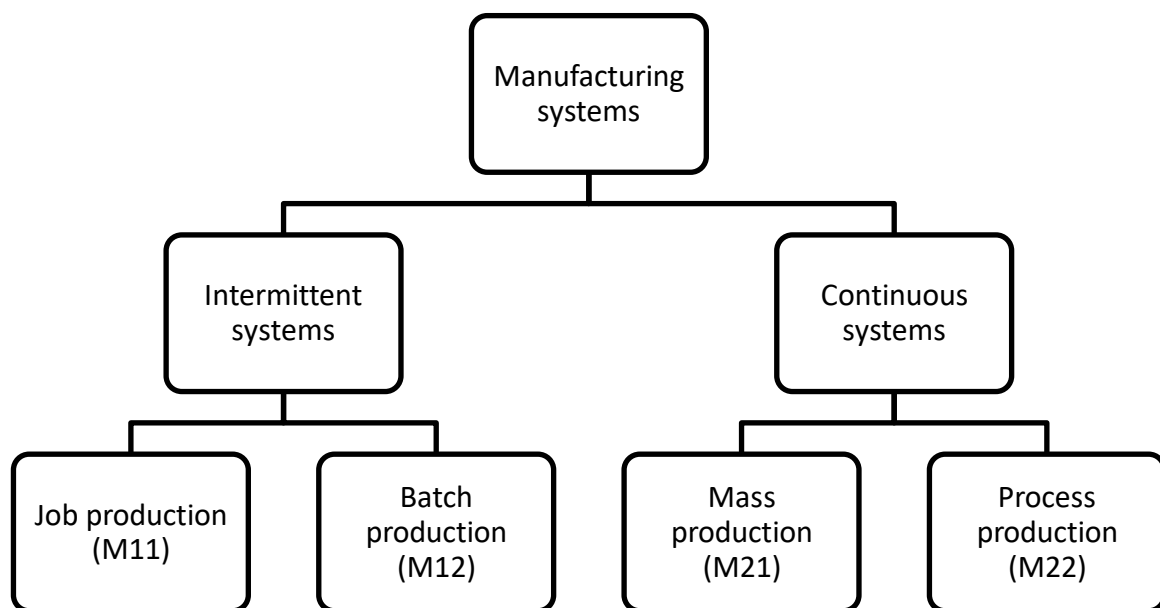 Manufacturing
systems
Intermittent
systems
Continuous
systems
Job production
(M11)
Batch
production
(M12)
Mass
production
(M21)
Process
production
(M22)